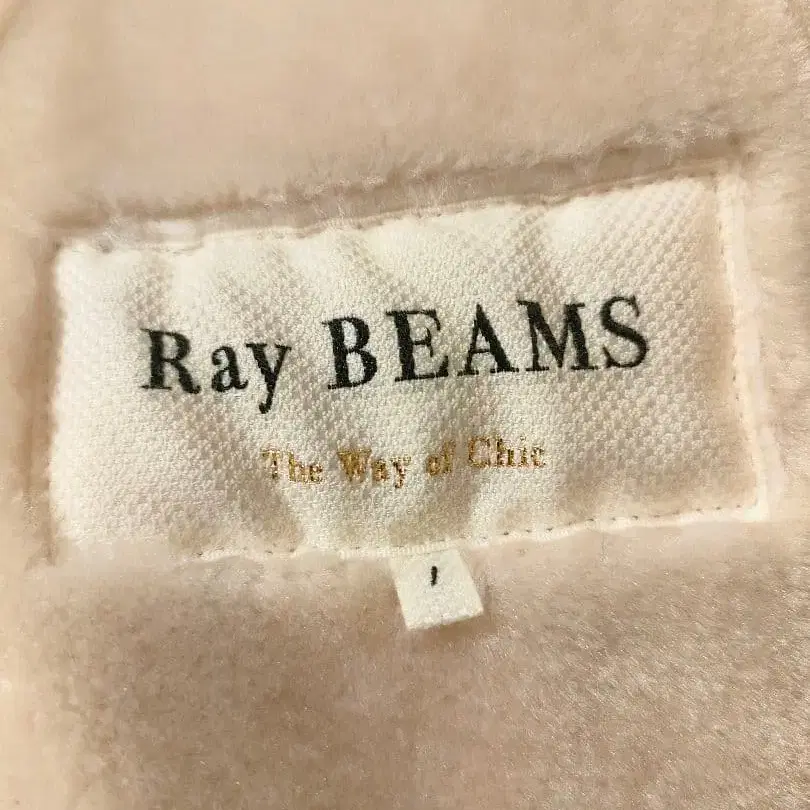 Ray BEAMS
The Way of Chic
1